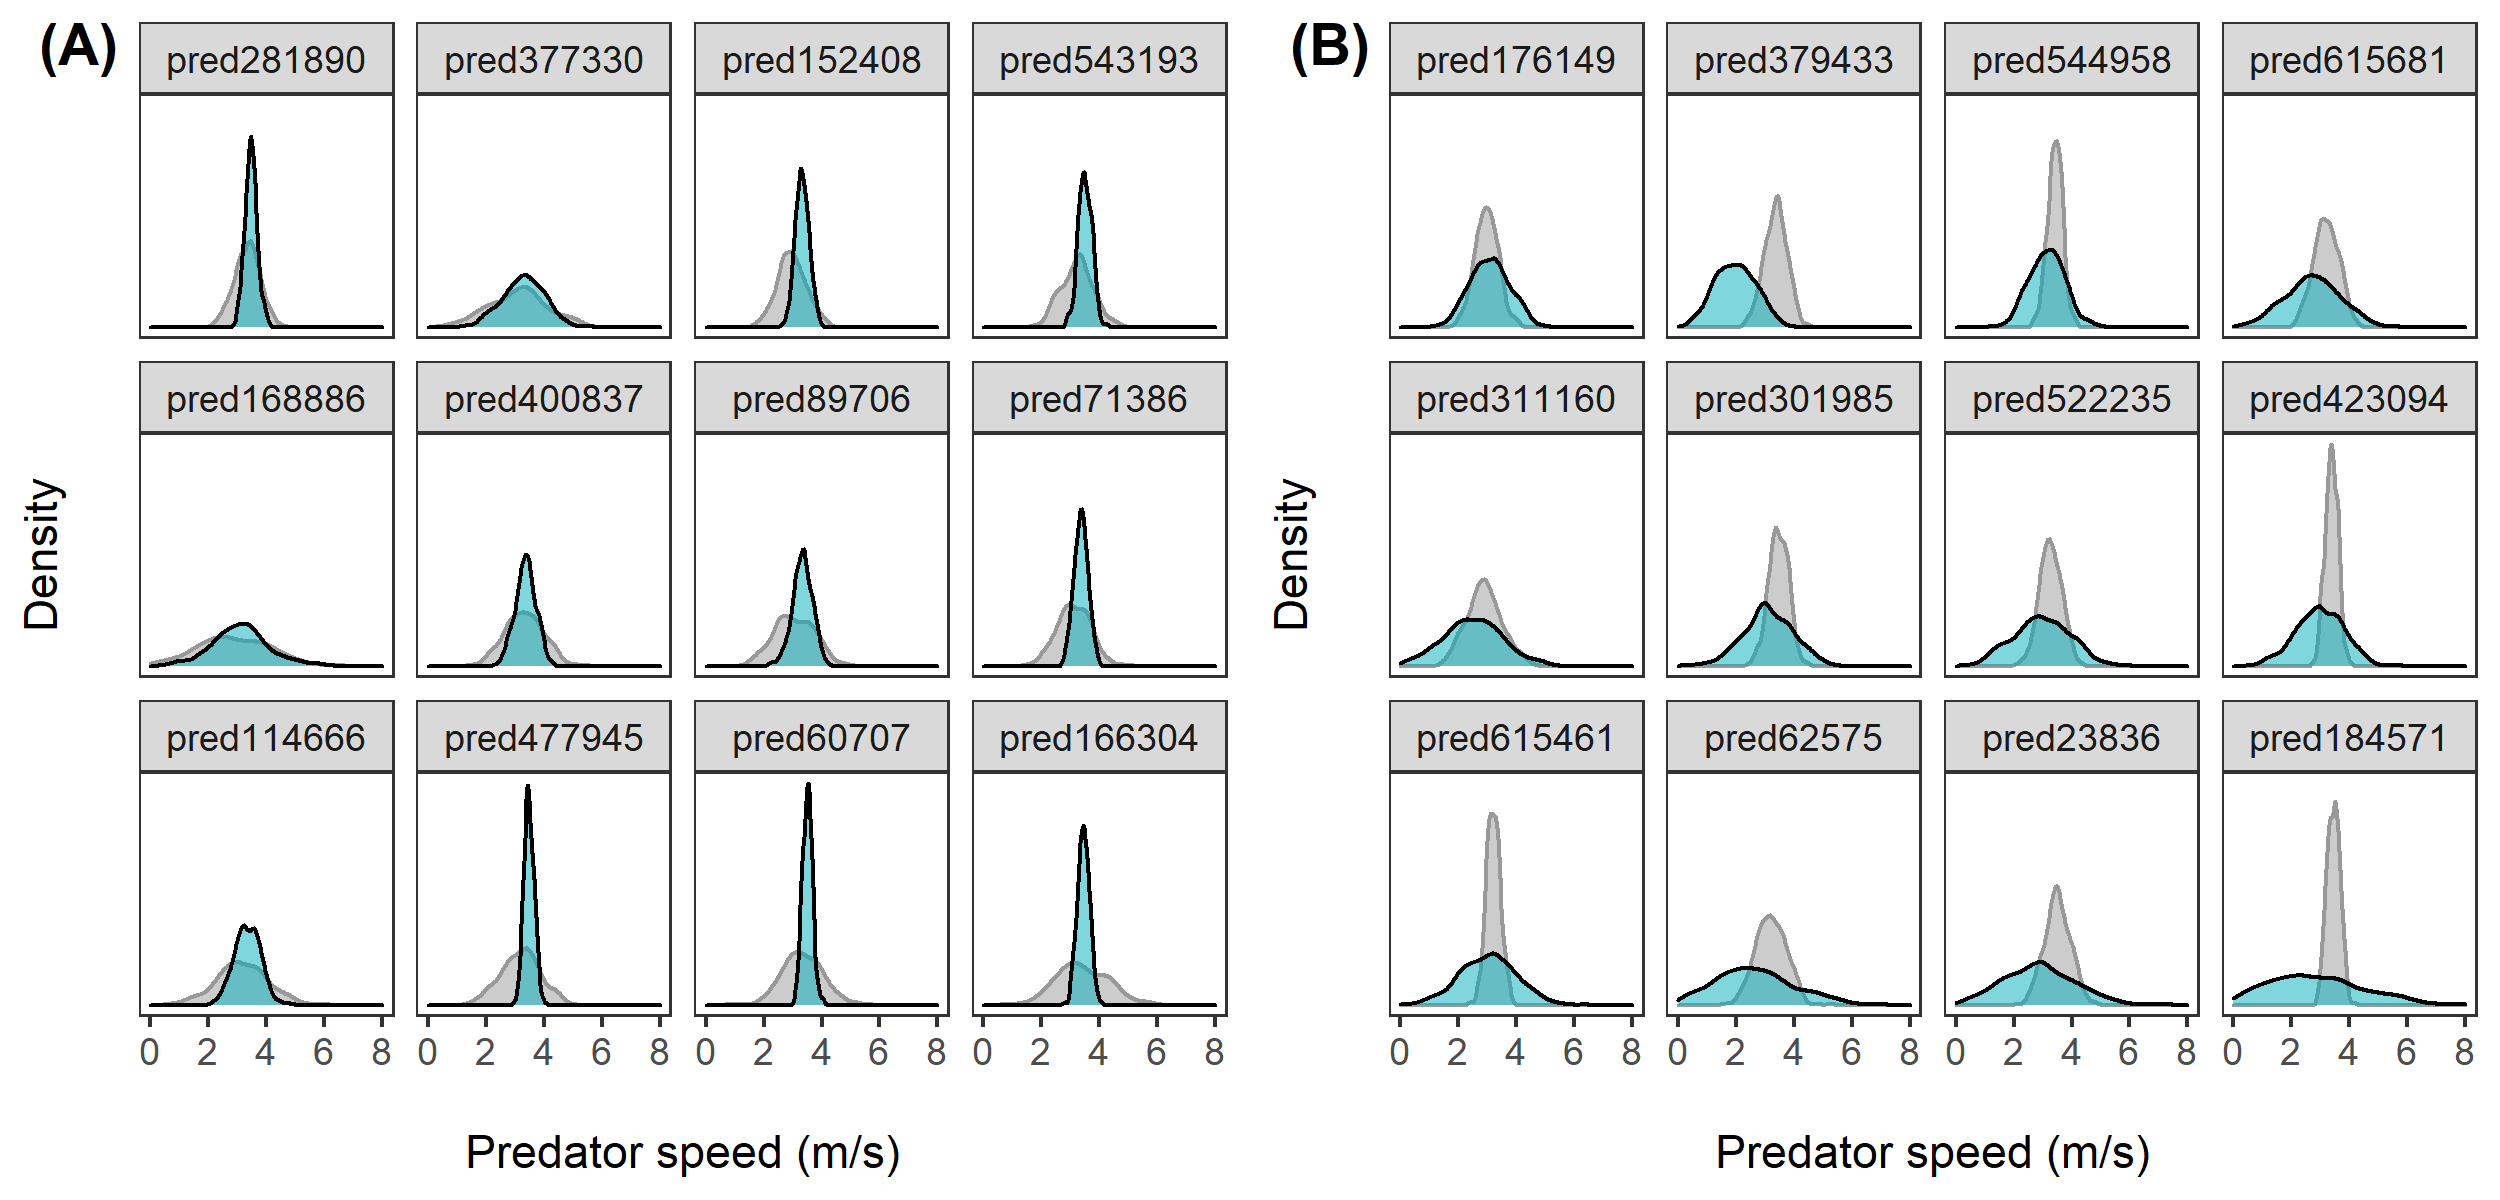 (A)
pred281890 pred377330 pred152408 pred543193
pred168886 pred400837 pred89706 pred71386
pred114666 pred477945 pred60707 pred166304
Density
0 2 4 6 8 0 2 4 6 8 0 2 4 6 8 0 2 4 6 8
Predator speed (m/s)
(B)
pred176149 pred379433 pred544958 pred615681
pred311160 pred301985 pred522235 pred423094
pred615461 pred62575 pred23836 pred184571
Density
0 2 4 6 8 0 2 4 6 8 0 2 4 6 8 0 2 4 6 8
Predator speed (m/s)